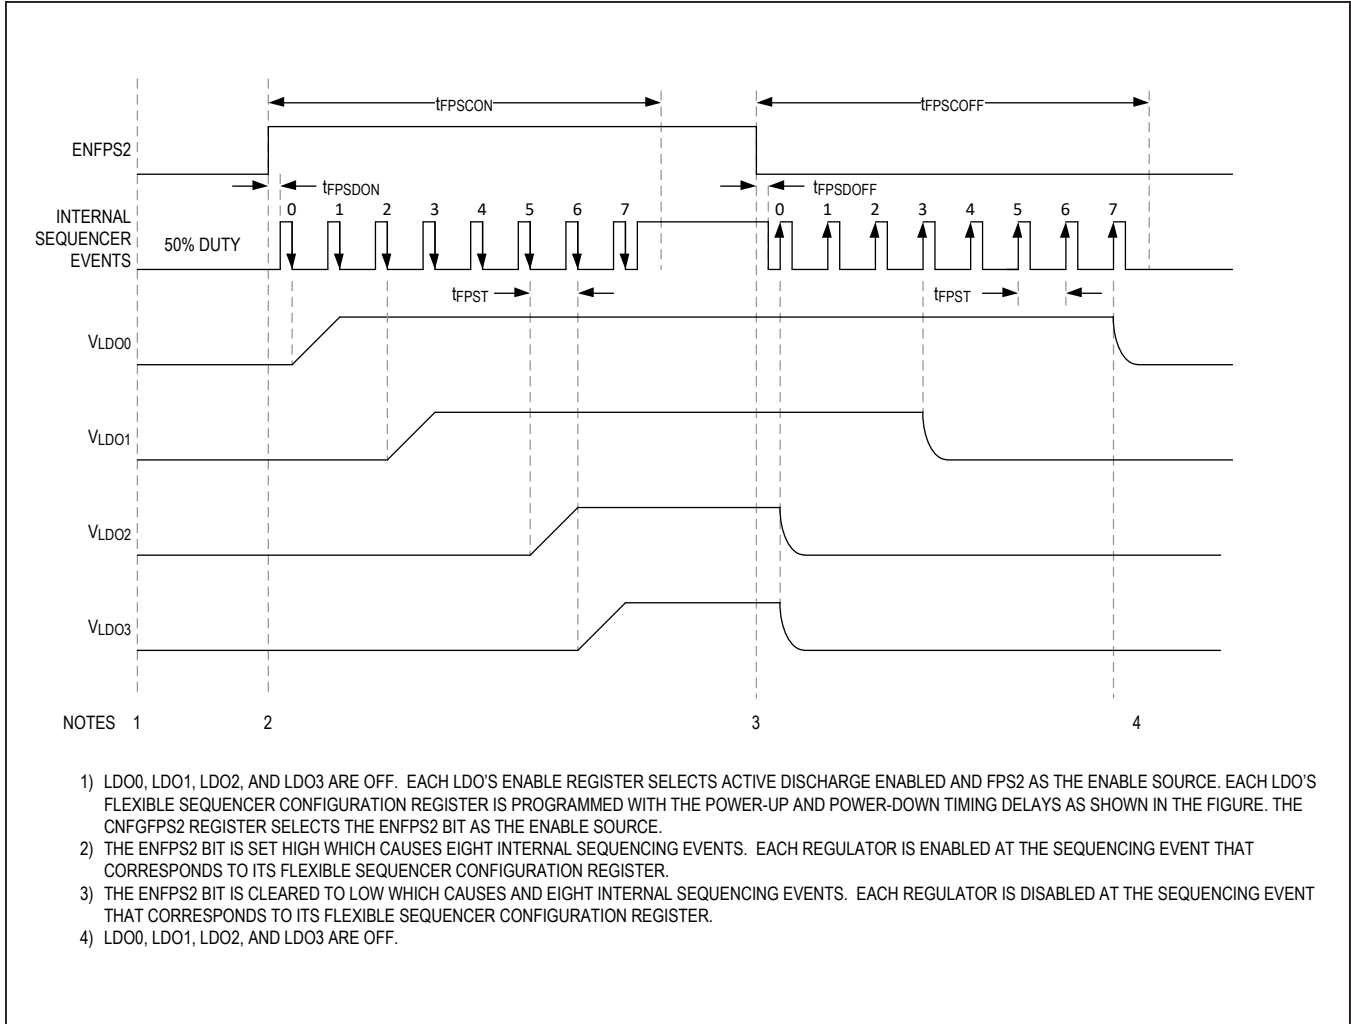 tFPSCON
tFPSCOFF
ENFPS2
tFPSDON
tFPSDOFF
INTERNAL
SEQUENCER
EVENTS
50% DUTY
0 1 2 3 4 5 6 7
0 1 2 3 4 5 6 7
tFPST
tFPST
VLDO0
VLDO1
VLDO2
VLDO3
NOTES 1 2 3 4
1) LDO0, LDO1, LDO2, AND LDO3 ARE OFF. EACH LDO'S ENABLE REGISTER SELECTS ACTIVE DISCHARGE ENABLED AND FPS2 AS THE ENABLE SOURCE. EACH LDO'S
FLEXIBLE SEQUENCER CONFIGURATION REGISTER IS PROGRAMMED WITH THE POWER-UP AND POWER-DOWN TIMING DELAYS AS SHOWN IN THE FIGURE. THE
CNFGFPS2 REGISTER SELECTS THE ENFPS2 BIT AS THE ENABLE SOURCE.
2) THE ENFPS2 BIT IS SET HIGH WHICH CAUSES EIGHT INTERNAL SEQUENCING EVENTS. EACH REGULATOR IS ENABLED AT THE SEQUENCING EVENT THAT
CORRESPONDS TO ITS FLEXIBLE SEQUENCER CONFIGURATION REGISTER.
3) THE ENFPS2 BIT IS CLEARED TO LOW WHICH CAUSES AND EIGHT INTERNAL SEQUENCING EVENTS. EACH REGULATOR IS DISABLED AT THE SEQUENCING EVENT
THAT CORRESPONDS TO ITS FLEXIBLE SEQUENCER CONFIGURATION REGISTER.
4) LDO0, LDO1, LDO2, AND LDO3 ARE OFF.